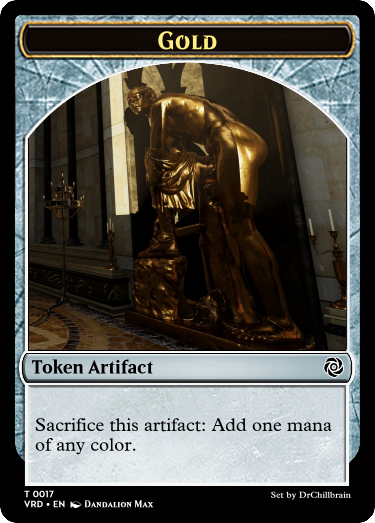 Gold
Token Artifact
Sacrifice this artifact: Add one mana
of any color.
T 0017
VRD • EN Dandalion Max
Set by DrChillbrain